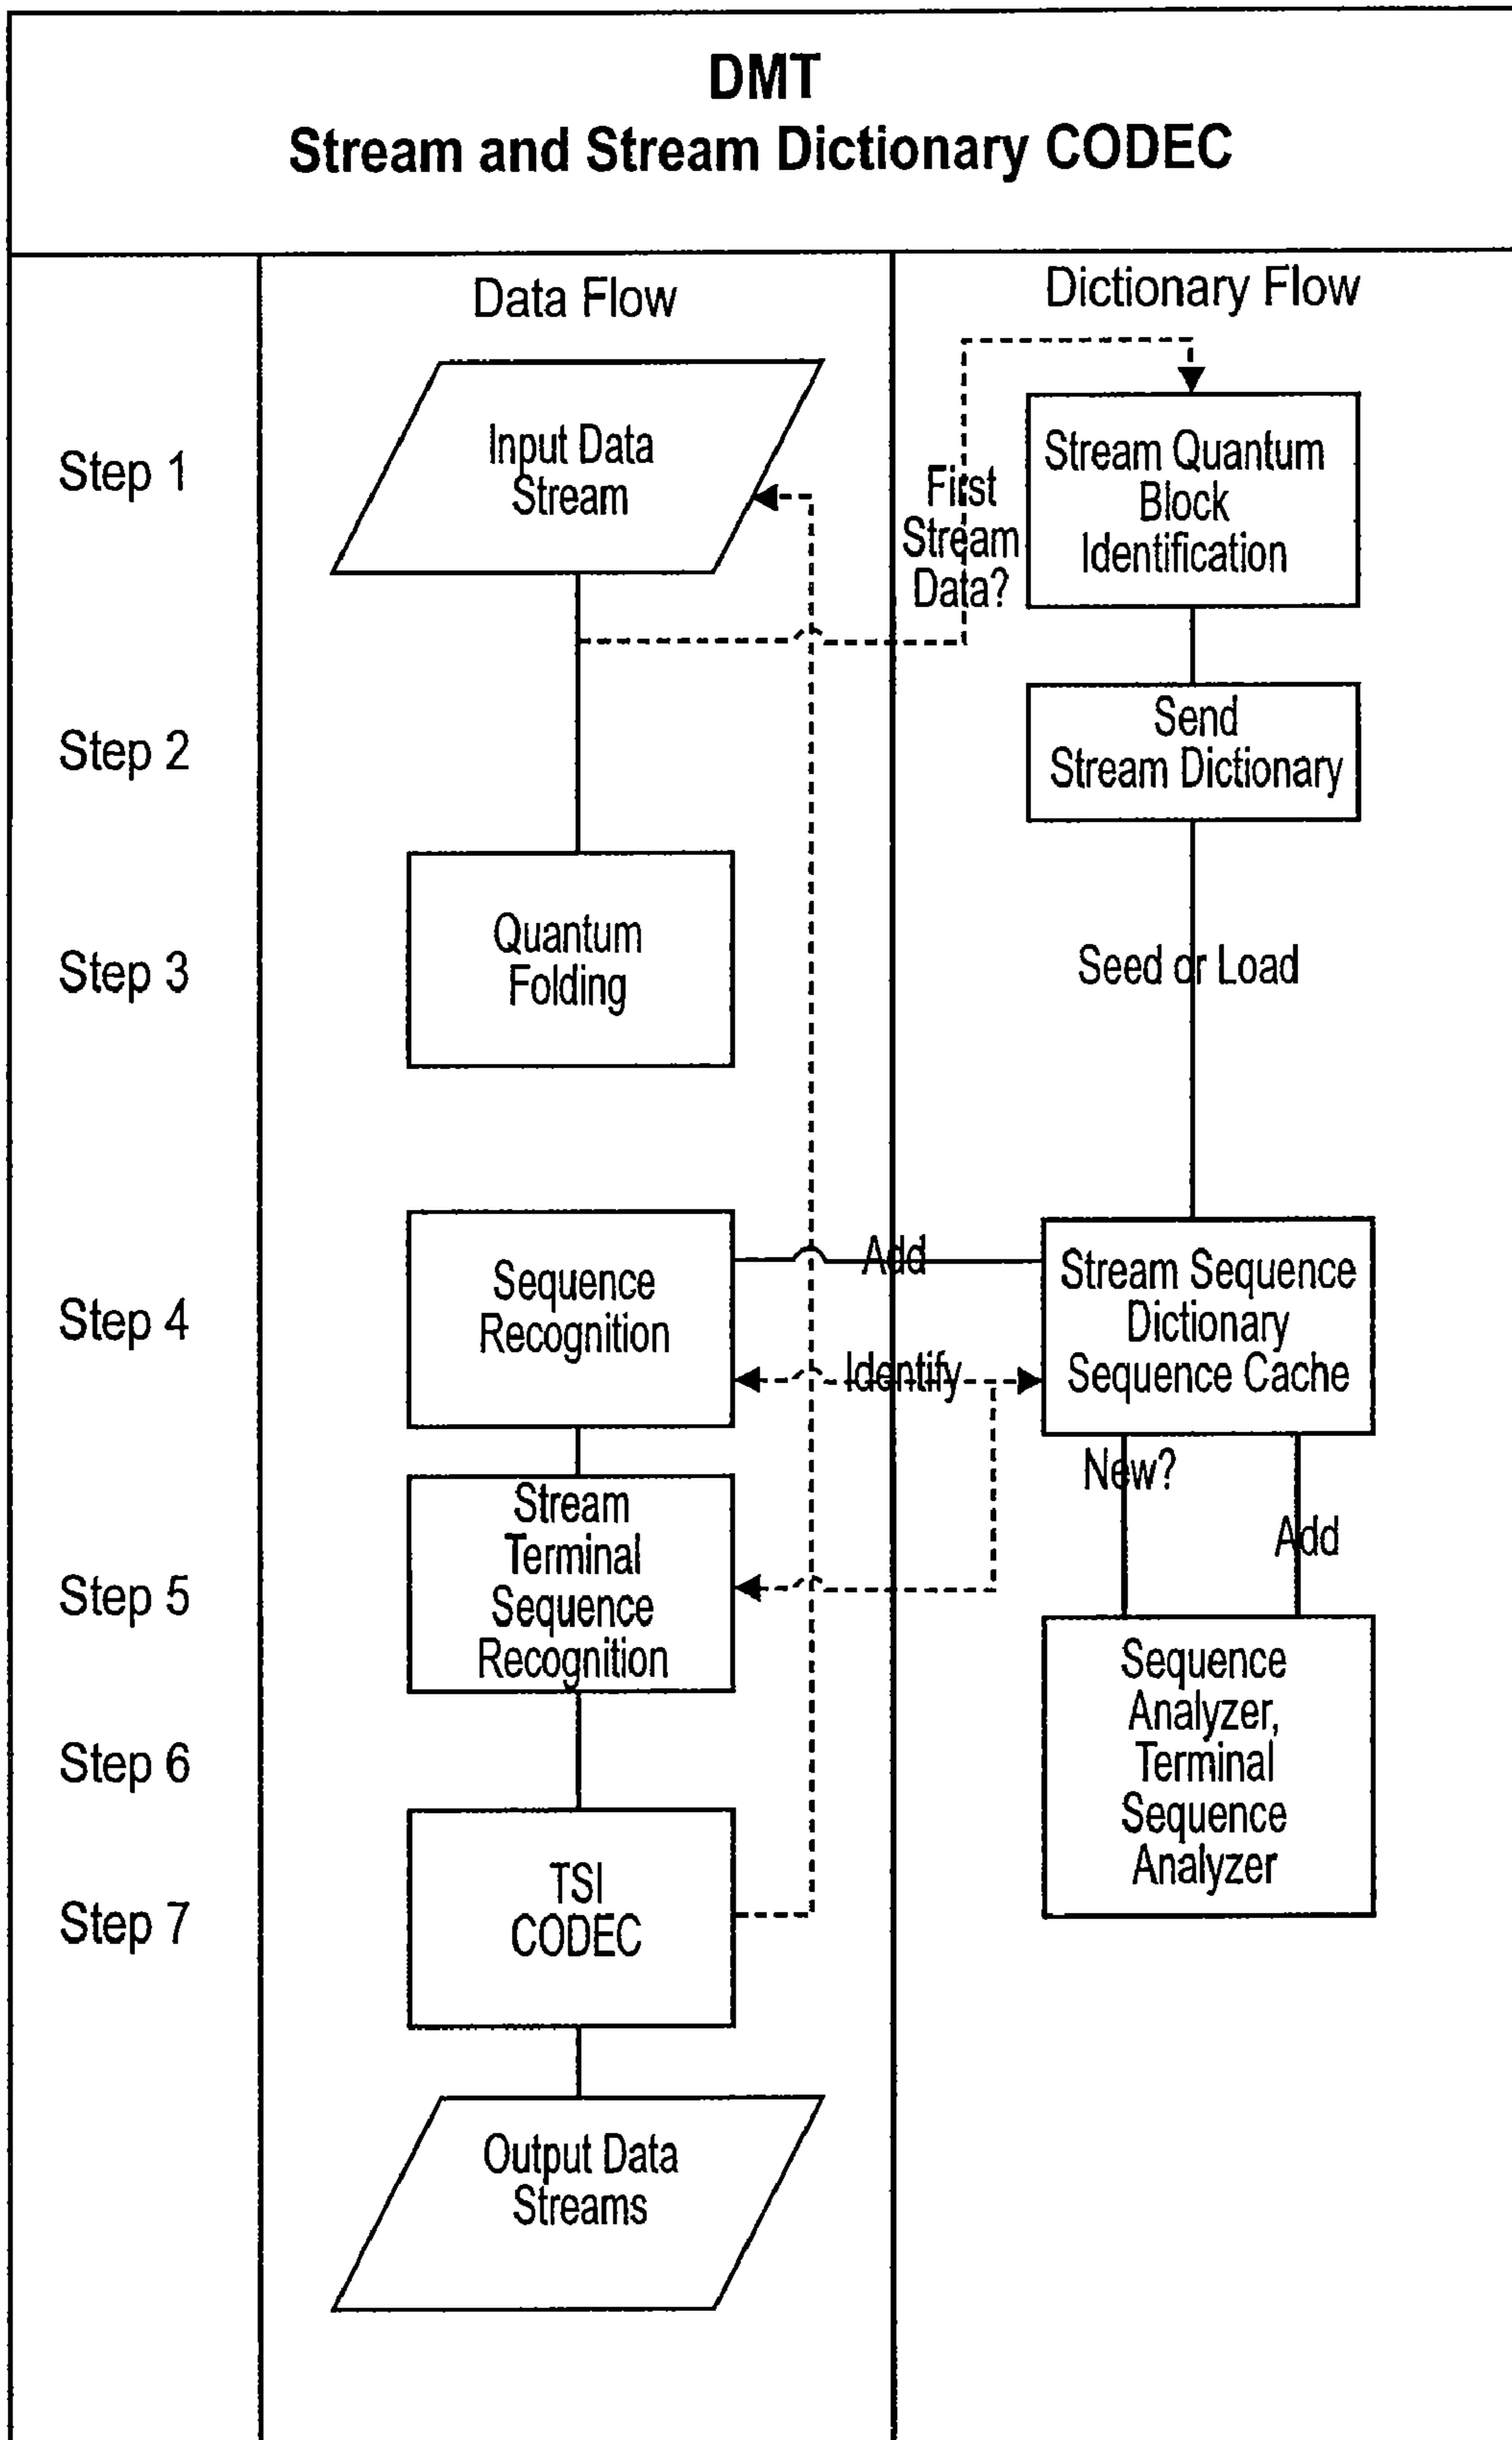 DMT
Stream and Stream Dictionary CODEC
Data Flow
Dictionary Flow
Step 1
Input Data
Stream
First
Stream
Data?
Stream Quantum
Block
Identification
Step 2
Send
Stream Dictionary
Step 3
Quantum
Folding
Seed or Load
Step 4
Sequence
Recognition
Add
Identify
Stream Sequence
Dictionary
Sequence Cache
New?
Add
Step 5
Stream
Terminal
Sequence
Recognition
Sequence
Analyzer,
Terminal
Sequence
Analyzer
Step 6
Step 7
TSI
CODEC
Output Data
Streams